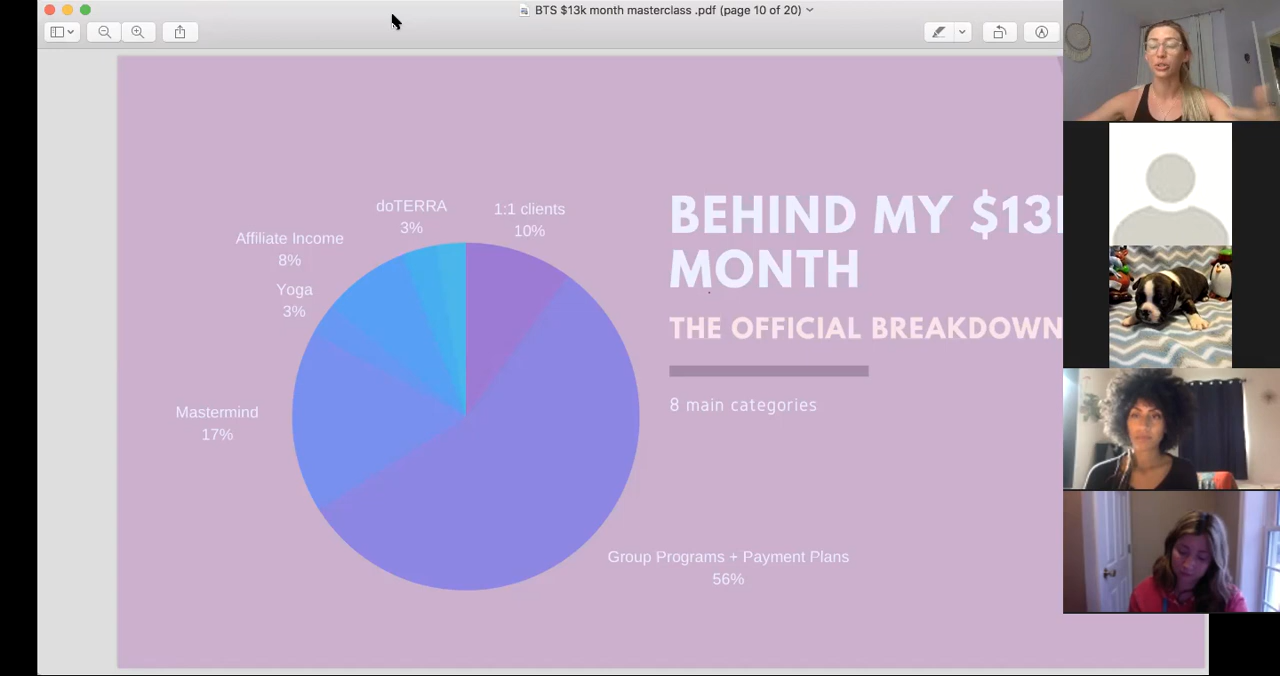 BTS $13k month masterclass .pdf (page 10 of 20)
doTERRA
3%
1:1 clients
10%
Affiliate Income
8%
Yoga
3%
Mastermind
17%
Group Programs + Payment Plans
56%
BEHIND MY $13
MONTH
THE OFFICIAL BREAKDOWN
8 main categories